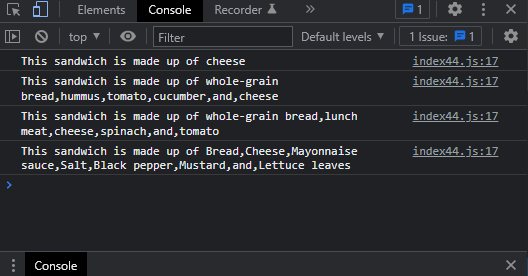 Elements Console Recorder 1
top Filter Default levels 1 Issue: 1
This sandwich is made up of cheese index44.js:17
This sandwich is made up of whole-grain index44.js:17
bread,hummus,tomato,cucumber,and,cheese
This sandwich is made up of whole-grain bread,lunch index44.js:17
meat,cheese,spinach,and,tomato
This sandwich is made up of Bread,Cheese,Mayonnaise index44.js:17
sauce,Salt,Black pepper,Mustard,and,Lettuce leaves
Console